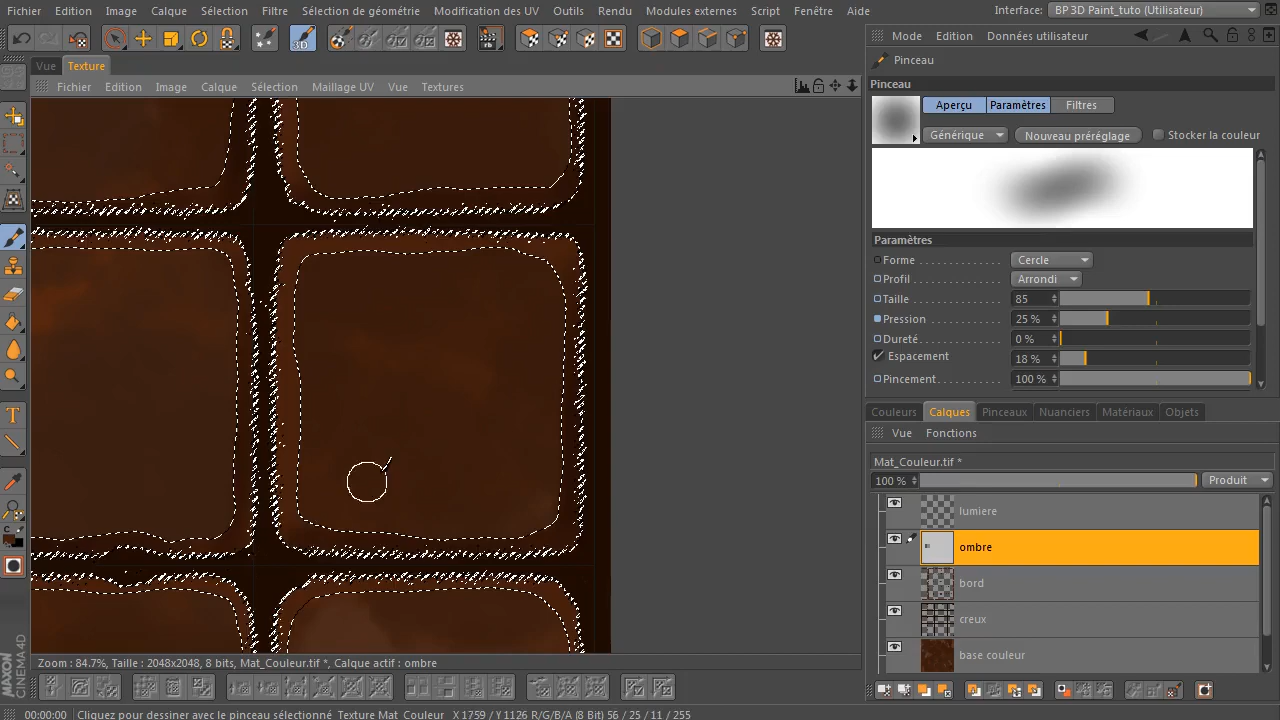 Fichier Edition Image Calque Sélection Filtre Sélection de géométrie Modification des UV Outils Rendu Modules externes Script Fenêtre Aide Interface: BP 3D Paint_tuto (Utilisateur)
Mode Edition Données utilisateur
Pinceau
Vue Texture
Fichier Edition Image Calque Sélection Maillage UV Vue Textures
Pinceau
Aperçu Paramètres Filtres
Générique Nouveau préréglage Stocker la couleur
Paramètres
Forme Cercle
Profil Arrondi
Taille 85
Pression 25 %
Dureté 0 %
Espacement 18 %
Pincement 100 %
Couleurs Calques Pinceaux Nuanciers Matériaux Objets
Vue Fonctions
Mat_Couleur.tif *
100 % Produit
lumiere
ombre
bord
creux
base couleur
3D
T
C
Zoom : 84.7%, Taille : 2048x2048, 8 bits, Mat_Couleur.tif *, Calque actif : ombre
MAXON
CINEMA 4D
00:00:00 Cliquez pour dessiner avec le pinceau sélectionné Texture Mat_Couleur X 1759 / Y 1126 R/G/B/A (8 Bit) 56 / 25 / 11 / 255